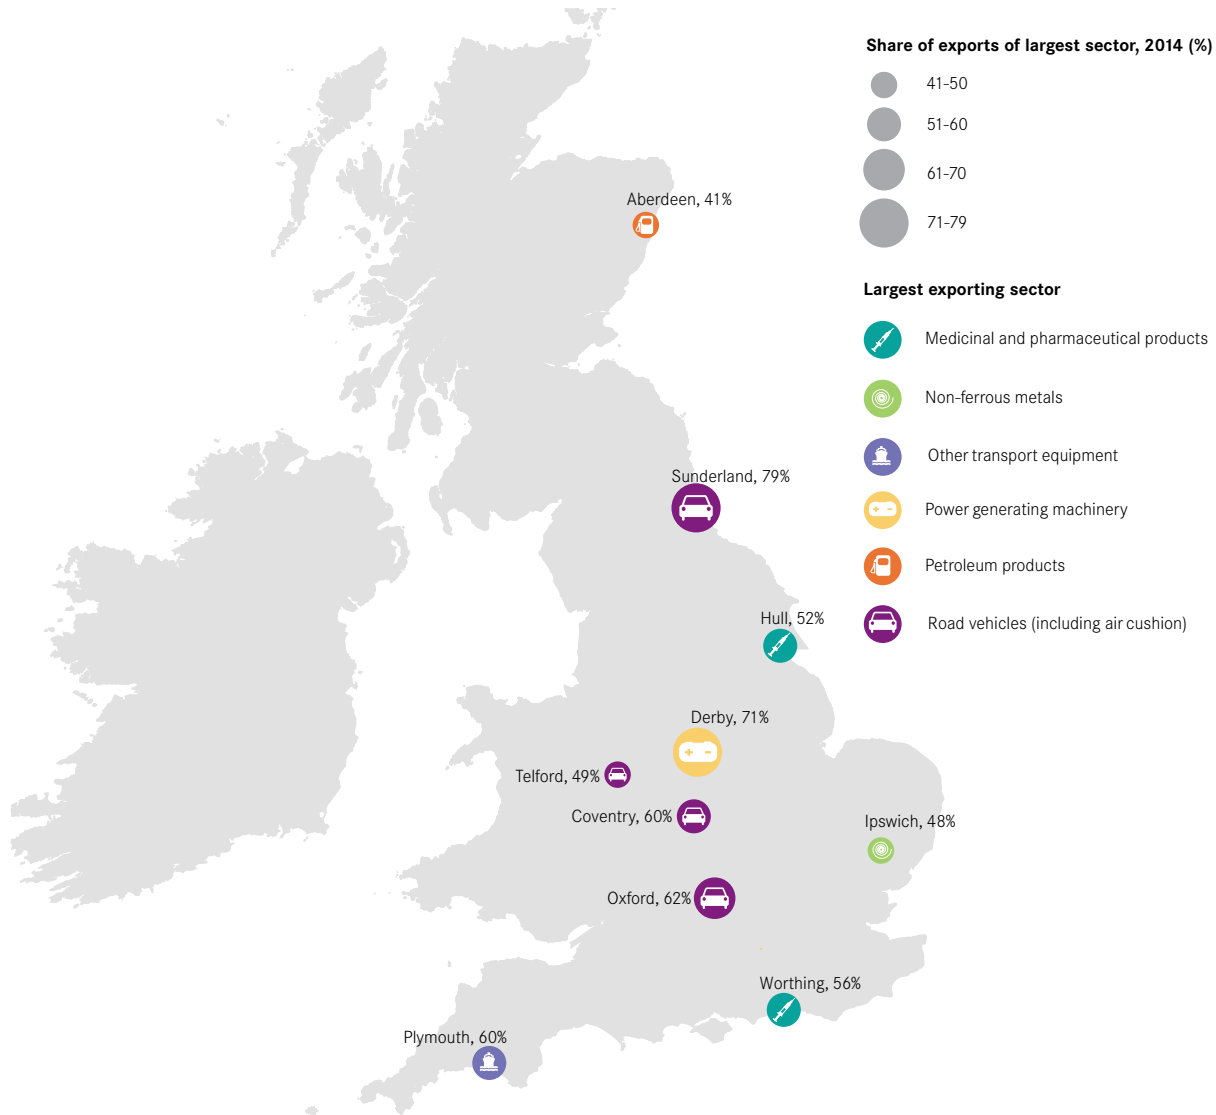 Share of exports of largest sector, 2014 (%)
41-50
51-60
61-70
71-79
Largest exporting sector
Medicinal and pharmaceutical products
Non-ferrous metals
Other transport equipment
Power generating machinery
Petroleum products
Road vehicles (including air cushion)
Aberdeen, 41%
Sunderland, 79%
Hull, 52%
Derby, 71%
Telford, 49%
Coventry, 60%
Ipswich, 48%
Oxford, 62%
Worthing, 56%
Plymouth, 60%